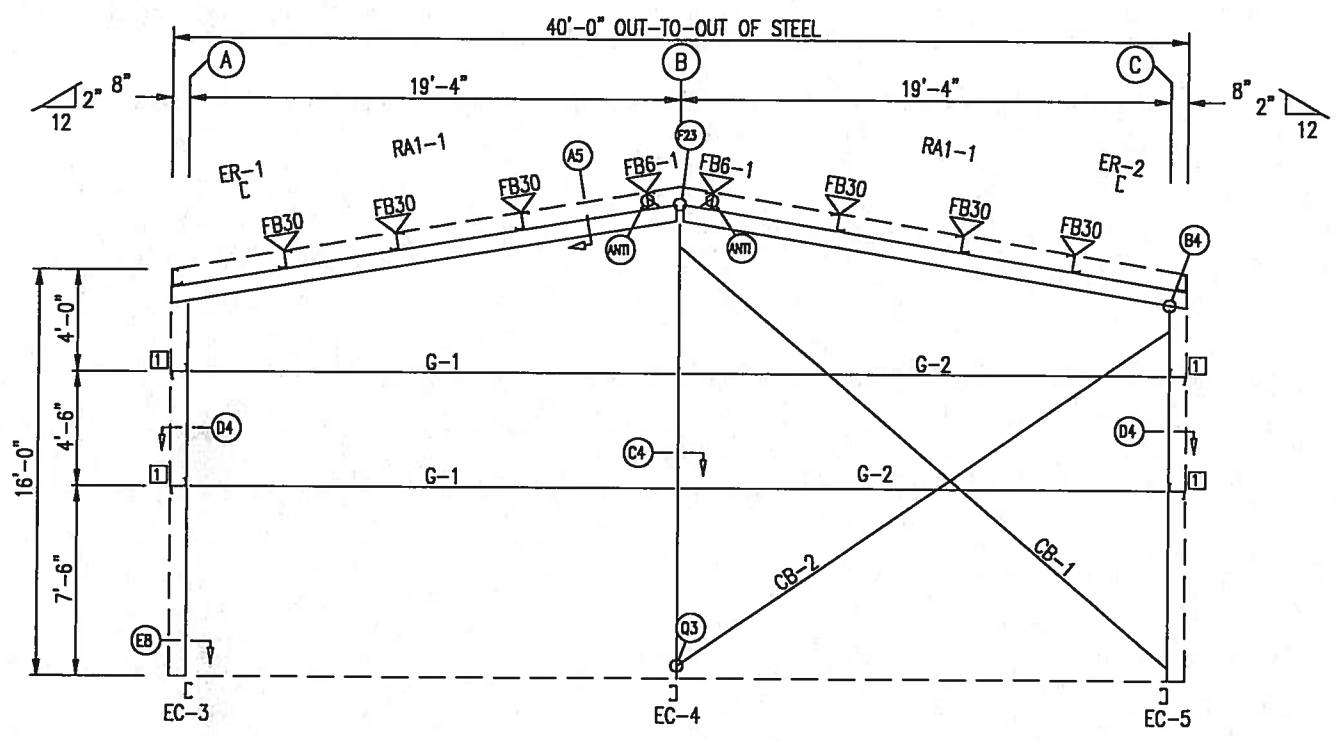 40'-0" OUT-TO-OUT OF STEEL
A
B
C
8"
2"
12
19'-4"
19'-4"
8"
2"
12
RA1-1
RA1-1
F23
A5
ER-1
FB6-1
FB6-1
ER-2
FB30
FB30
FB30
FB30
FB30
FB30
ANTI
ANTI
B4
4'-0"
1
G-1
G-2
1
4'-6"
16'-0"
D4
C4
D4
1
G-1
G-2
1
7'-6"
CB-2
CB-1
E8
Q3
EC-3
EC-4
EC-5